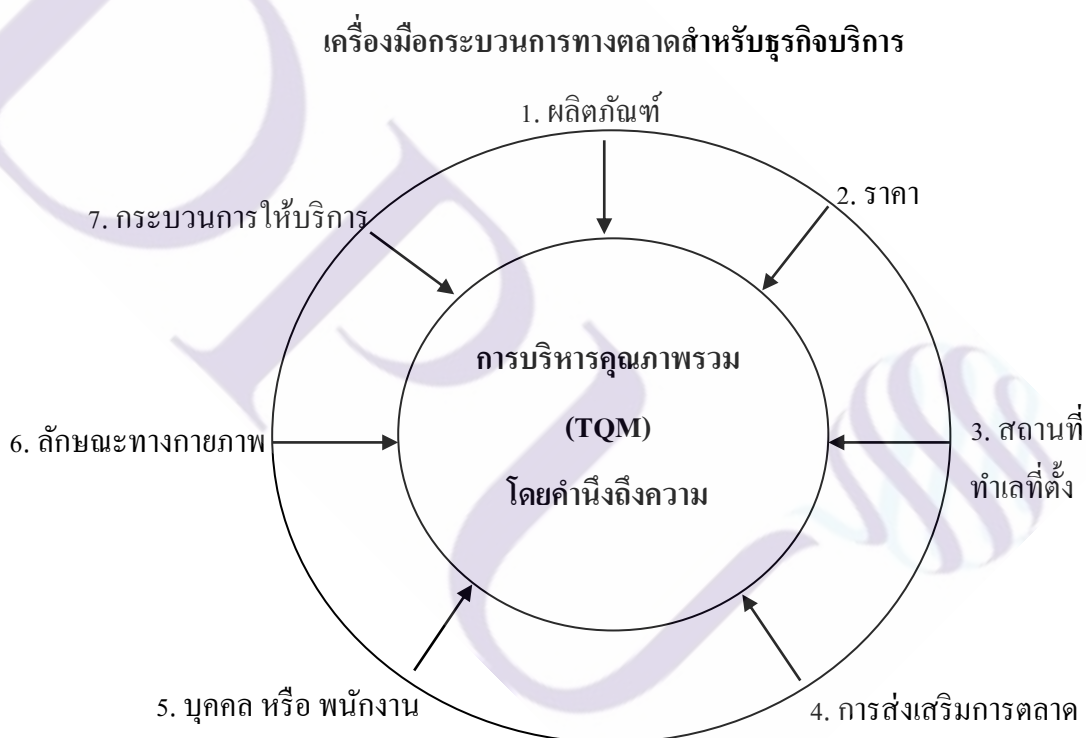 เครื่องมือกระบวนการทางตลาดสำหรับธุรกิจบริการ
1. ผลิตภัณฑ์
2. ราคา
3. สถานที่
ทำเลที่ตั้ง
4. การส่งเสริมการตลาด
5. บุคคล หรือ พนักงาน
6. ลักษณะทางกายภาพ
7. กระบวนการให้บริการ
การบริหารคุณภาพรวม
(TQM)
โดยคำนึงถึงความ
DPU